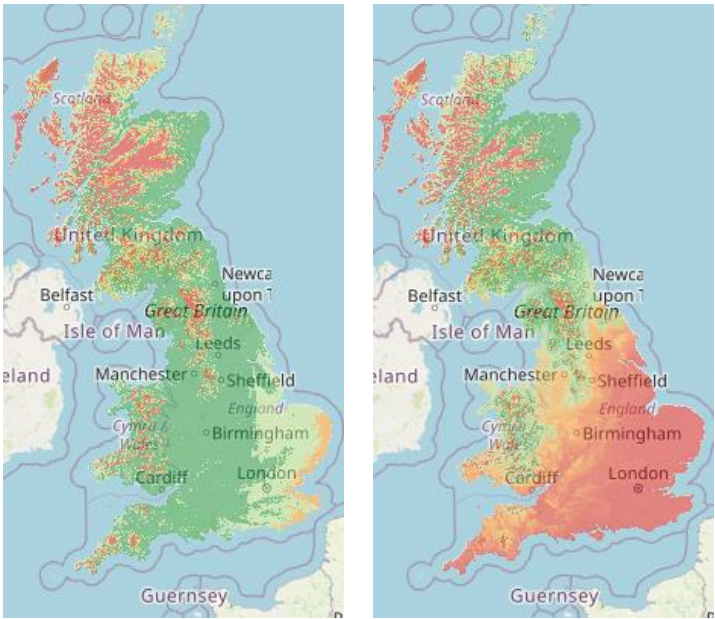 Scotland
United Kingdom
Newca
upon T
Belfast
Great Britain
Isle of Man
Leeds
eland
Manchester
Sheffield
England
Cymru /
Wales
Birmingham
Cardiff
London
Guernsey
Scotland
United Kingdom
Newca
upon T
Belfast
Great Britain
Isle of Man
Leeds
eland
Manchester
Sheffield
England
Cymru /
Wales
Birmingham
Cardiff
London
Guernsey